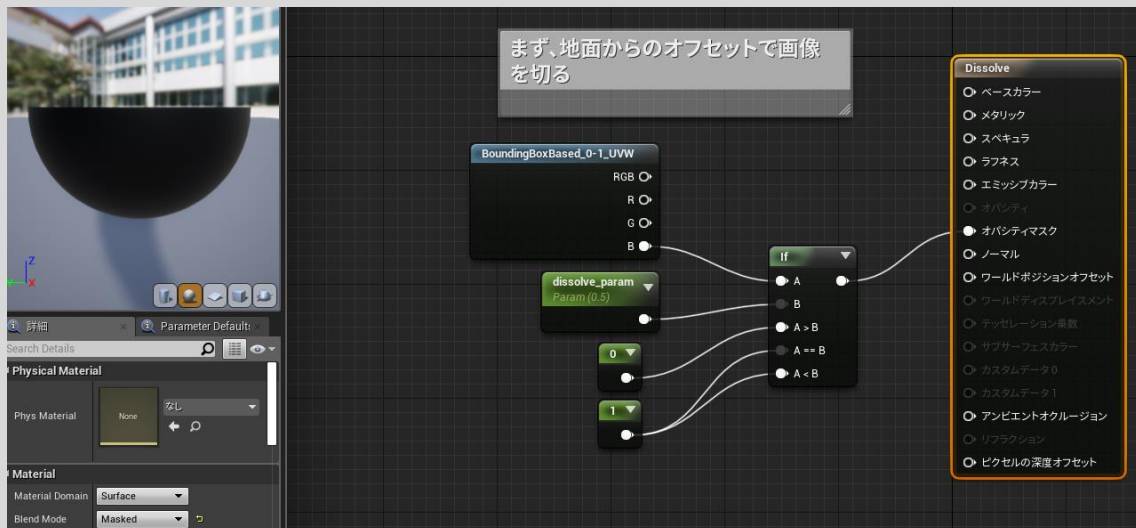 まず、地面からのオフセットで画像
を切る
Dissolve
ベースカラー
メタリック
スペキュラ
ラフネス
エミッシブカラー
オパシティ
オパシティマスク
ノーマル
ワールドポジションオフセット
ワールドディスプレイスメント
テッセレーション乗数
サブサーフェスカラー
カスタムデータ 0
カスタムデータ 1
アンビエントオクルージョン
リフラクション
ピクセルの深度オフセット
BoundingBoxBased_0-1_UVW
RGB
R
G
B
dissolve_param
Param (0.5)
0
1
If
A
B
A > B
A == B
A < B
Z
X
詳細
Parameter Default
Search Details
Physical Material
Phys Material
None
なし
Material
Material Domain
Surface
Blend Mode
Masked